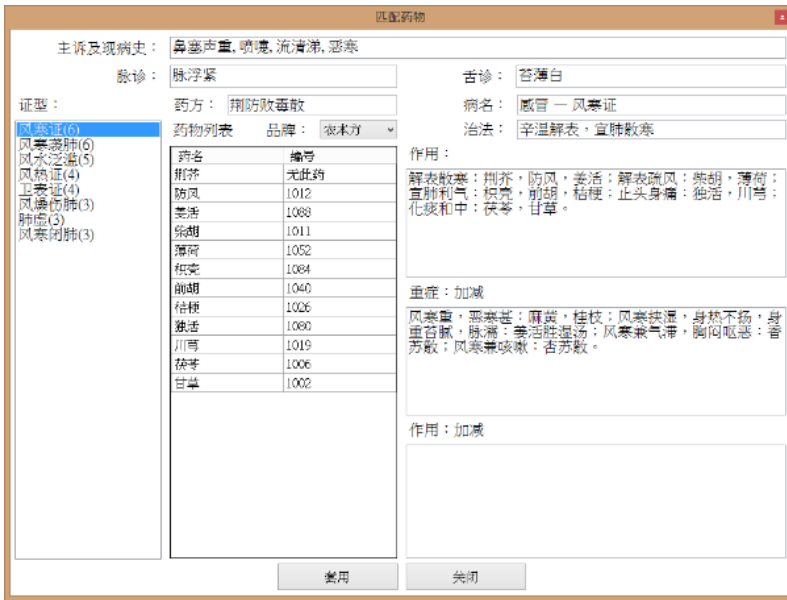 匹配药物
主诉及现病史： 鼻塞声重, 喷嚏, 流清涕, 恶寒
脉诊： 脉浮紧 舌诊： 苔薄白
证型： 药方： 荆防败毒散 病名： 感冒 — 风寒证
药物列表 品牌： 农本方 治法： 辛温解表，宣肺散寒
风寒证(6)
风寒袭肺(6)
风水泛滥(5)
风热证(4)
卫表证(4)
风燥伤肺(3)
肺虚(3)
风寒闭肺(3)
药名 编号
荆芥 无此药
防风 1012
羌活 1088
柴胡 1011
薄荷 1052
枳壳 1084
前胡 1040
桔梗 1026
独活 1080
川芎 1019
茯苓 1006
甘草 1002
作用：
解表散寒：荆芥，防风，羌活；解表疏风：柴胡，薄荷；
宣肺利气：枳壳，前胡，桔梗；止头身痛：独活，川芎；
化痰和中：茯苓，甘草。
重症：加减
风寒重，恶寒甚：麻黄，桂枝；风寒挟湿，身热不扬，身
重苔腻，脉濡：羌活胜湿汤；风寒兼气滞，胸闷呕恶：香
苏散；风寒兼咳嗽：杏苏散。
作用：加减
套用 关闭